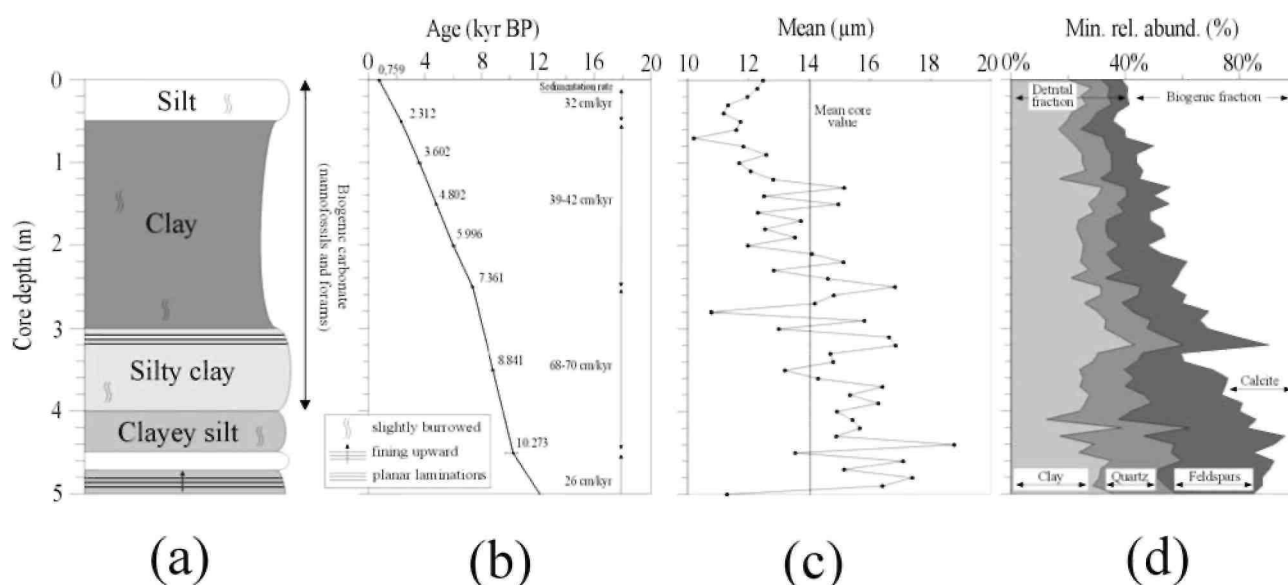 Age (kyr BP)
Mean (µm)
Min. rel. abund. (%)
0 4 8 12 16 20
10 12 14 16 18 20
0% 40% 80%
Core depth (m)
0
1
2
3
4
5
Silt
Clay
Silty clay
Clayey silt
Biogenic carbonate
(nannofossils and forams)
slightly burrowed
fining upward
planar laminations
0,759
2.312
3.602
4.802
5.996
7.361
8.841
10.273
Sedimentation rate
32 cm/kyr
39-42 cm/kyr
68-70 cm/kyr
26 cm/kyr
Mean core
value
Detrital
fraction
Biogenic fraction
Calcite
Clay
Quartz
Feldspars
(a)
(b)
(c)
(d)